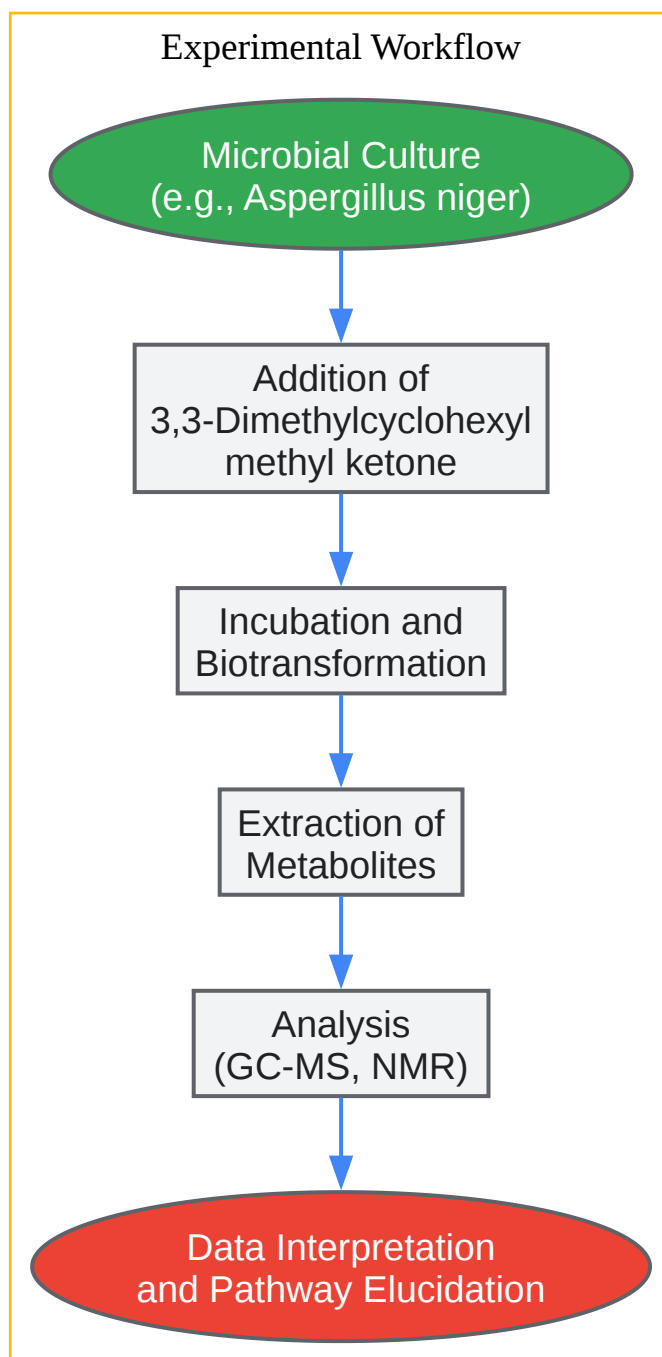 Experimental Workflow
Microbial Culture
(e.g., Aspergillus niger)
Addition of
3,3-Dimethylcyclohexyl
methyl ketone
Incubation and
Biotransformation
Extraction of
Metabolites
Analysis
(GC-MS, NMR)
Data Interpretation
and Pathway Elucidation